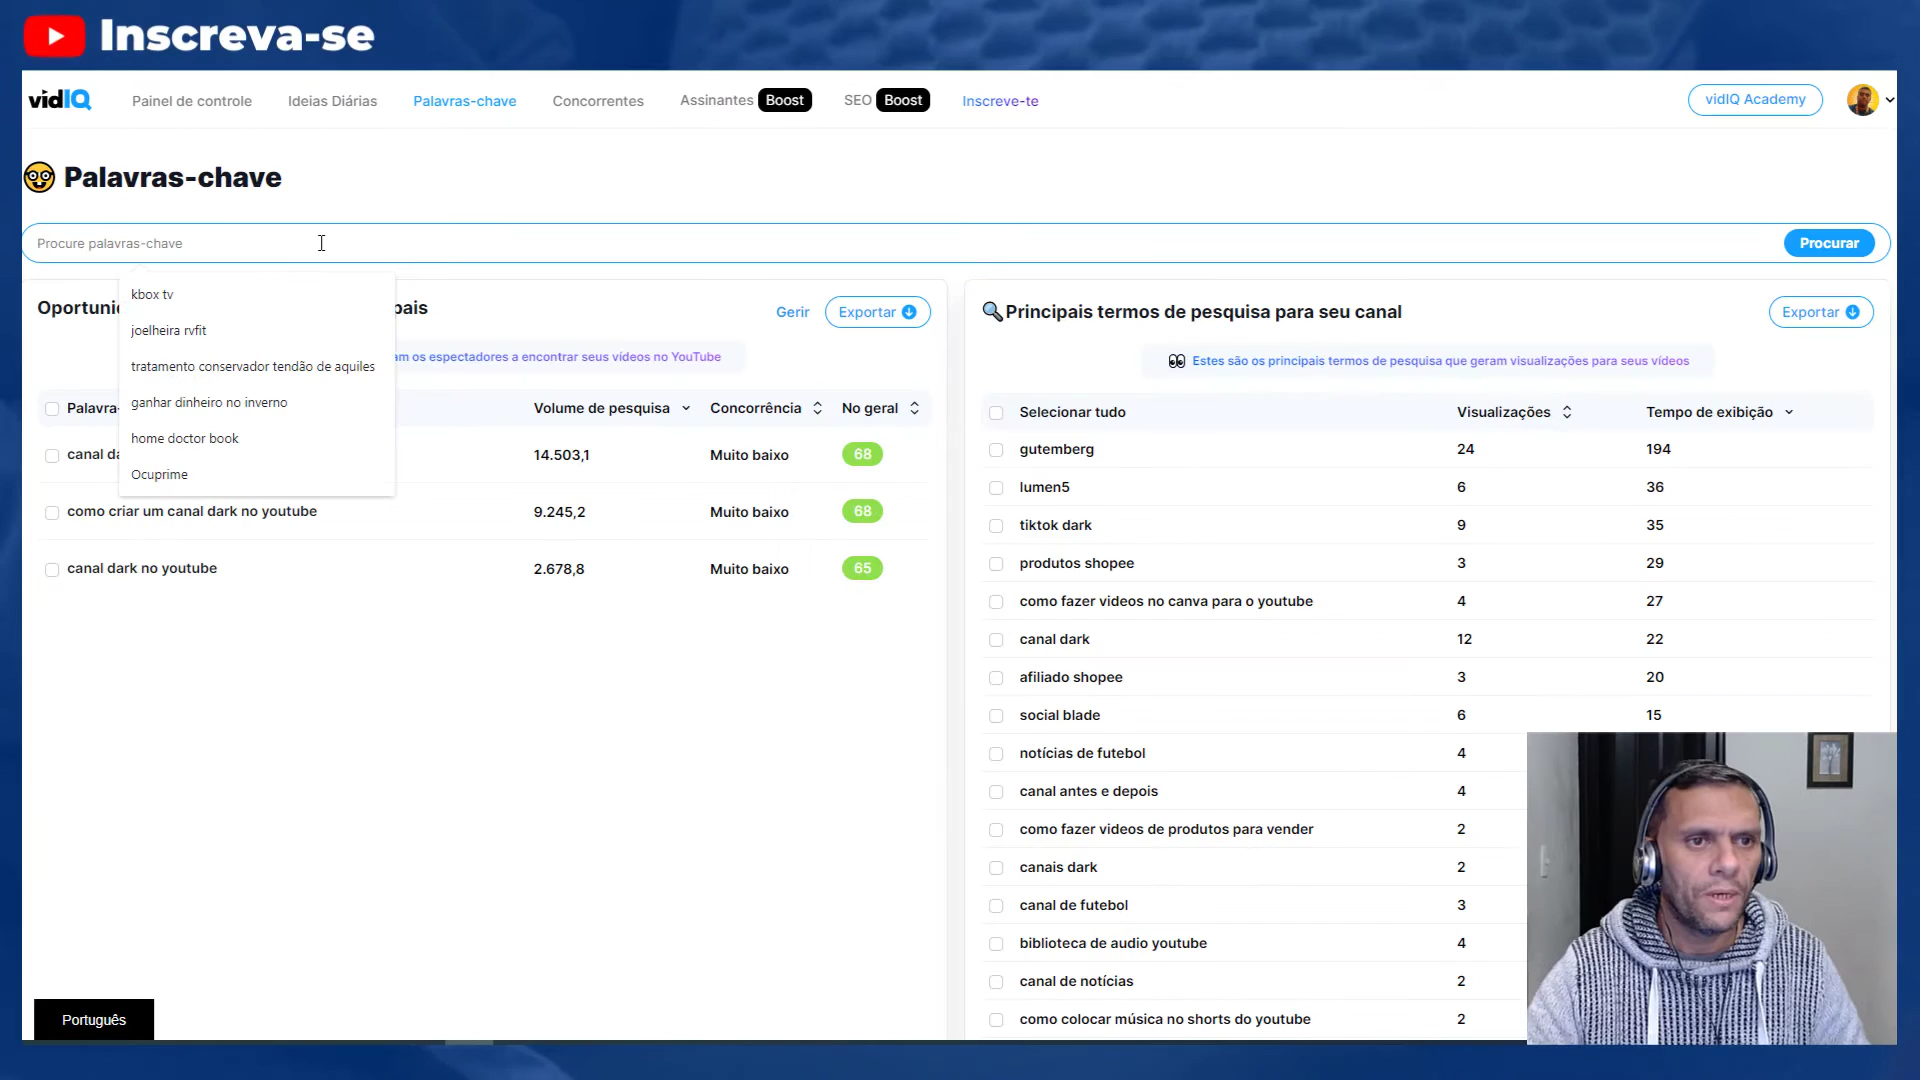 Inscreva-se
vidIQ
Painel de controle
Ideias Diárias
Palavras-chave
Concorrentes
Assinantes Boost
SEO Boost
Inscreve-te
vidIQ Academy
Palavras-chave
Procure palavras-chave
Procurar
kbox tv
joelheira rvfit
tratamento conservador tendão de aquiles
ganhar dinheiro no inverno
home doctor book
Ocuprime
Oportuni
pais
Gerir
Exportar
am os espectadores a encontrar seus vídeos no YouTube
Palavra-
Volume de pesquisa
Concorrência
No geral
canal da
14.503,1
Muito baixo
68
como criar um canal dark no youtube
9.245,2
Muito baixo
68
canal dark no youtube
2.678,8
Muito baixo
65
Principais termos de pesquisa para seu canal
Exportar
Estes são os principais termos de pesquisa que geram visualizações para seus vídeos
Selecionar tudo
Visualizações
Tempo de exibição
gutemberg
24
194
lumen5
6
36
tiktok dark
9
35
produtos shopee
3
29
como fazer videos no canva para o youtube
4
27
canal dark
12
22
afiliado shopee
3
20
social blade
6
15
notícias de futebol
4
canal antes e depois
4
como fazer videos de produtos para vender
2
canais dark
2
canal de futebol
3
biblioteca de audio youtube
4
canal de notícias
2
como colocar música no shorts do youtube
2
Português